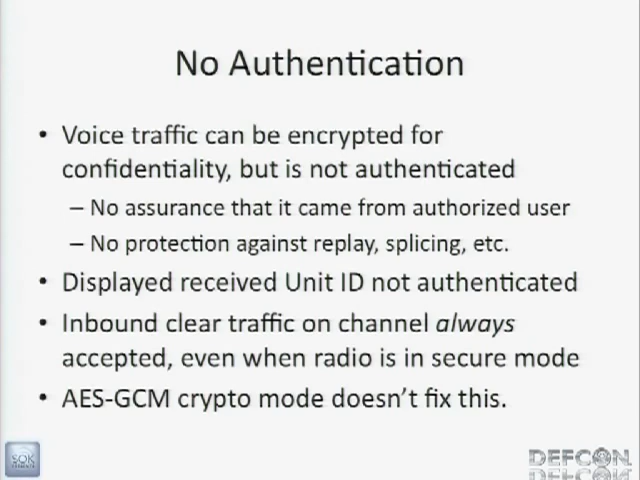 No Authentication
• Voice traffic can be encrypted for
confidentiality, but is not authenticated
– No assurance that it came from authorized user
– No protection against replay, splicing, etc.
• Displayed received Unit ID not authenticated
• Inbound clear traffic on channel always
accepted, even when radio is in secure mode
• AES-GCM crypto mode doesn't fix this.
SOK
DEFCON